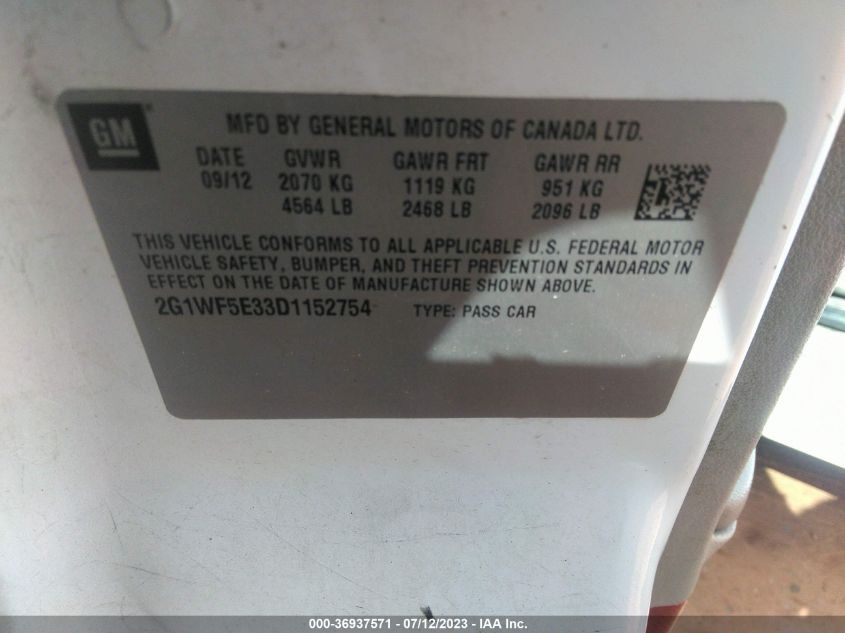 GM
MFD BY GENERAL MOTORS OF CANADA LTD.
DATE GVWR GAWR FRT GAWR RR
09/12 2070 KG 1119 KG 951 KG
4564 LB 2468 LB 2096 LB
THIS VEHICLE CONFORMS TO ALL APPLICABLE U.S. FEDERAL MOTOR
VEHICLE SAFETY, BUMPER, AND THEFT PREVENTION STANDARDS IN
EFFECT ON THE DATE OF MANUFACTURE SHOWN ABOVE.
2G1WF5E33D1152754 TYPE: PASS CAR
000-36937571 - 07/12/2023 - IAA Inc.